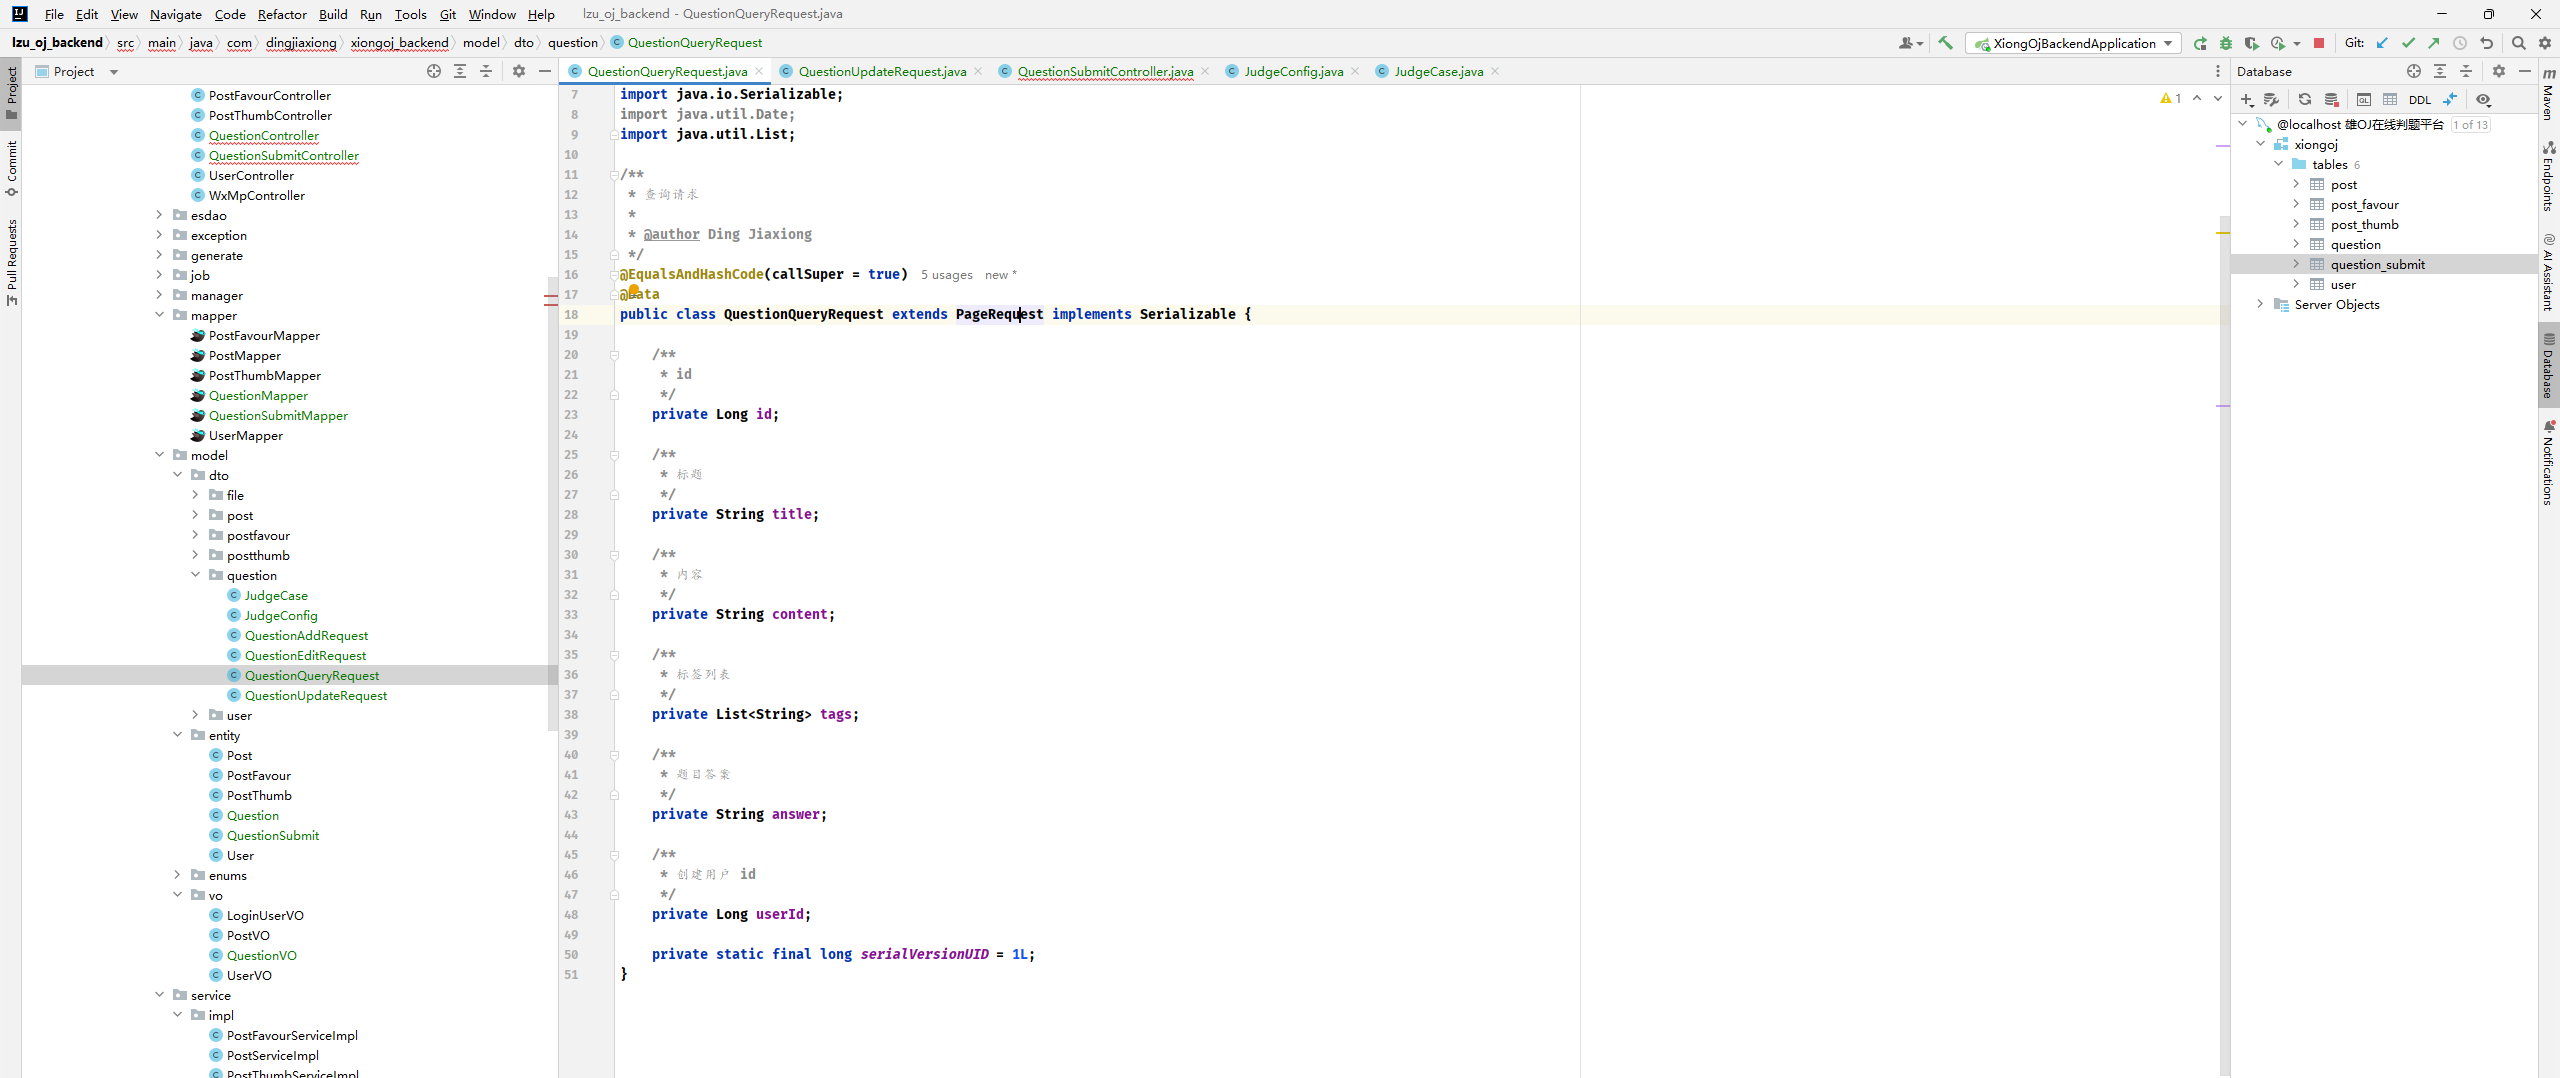 File Edit View Navigate Code Refactor Build Run Tools Git Window Help lzu_oj_backend - QuestionQueryRequest.java
lzu_oj_backend src main java com dingjiaxiong xiongoj_backend model dto question QuestionQueryRequest
XiongOjBackendApplication Git:
Project
QuestionQueryRequest.java QuestionUpdateRequest.java QuestionSubmitController.java JudgeConfig.java JudgeCase.java
Database
Project
Commit
Pull Requests
PostFavourController
PostThumbController
QuestionController
QuestionSubmitController
UserController
WxMpController
esdao
exception
generate
job
manager
mapper
PostFavourMapper
PostMapper
PostThumbMapper
QuestionMapper
QuestionSubmitMapper
UserMapper
model
dto
file
post
postfavour
postthumb
question
JudgeCase
JudgeConfig
QuestionAddRequest
QuestionEditRequest
QuestionQueryRequest
QuestionUpdateRequest
user
entity
Post
PostFavour
PostThumb
Question
QuestionSubmit
User
enums
vo
LoginUserVO
PostVO
QuestionVO
UserVO
service
impl
PostFavourServiceImpl
PostServiceImpl
PostThumbServiceImpl
7 import java.io.Serializable;
8 import java.util.Date;
9 import java.util.List;
10
11 /**
12 * 查询请求
13 *
14 * @author Ding Jiaxiong
15 */
16 @EqualsAndHashCode(callSuper = true) 5 usages new *
17 @Data
18 public class QuestionQueryRequest extends PageRequest implements Serializable {
19
20 /**
21 * id
22 */
23 private Long id;
24
25 /**
26 * 标题
27 */
28 private String title;
29
30 /**
31 * 内容
32 */
33 private String content;
34
35 /**
36 * 标签列表
37 */
38 private List<String> tags;
39
40 /**
41 * 题目答案
42 */
43 private String answer;
44
45 /**
46 * 创建用户 id
47 */
48 private Long userId;
49
50 private static final long serialVersionUID = 1L;
51 }
1
QL DDL
@localhost 雄OJ在线判题平台 1 of 13
xiongoj
tables 6
post
post_favour
post_thumb
question
question_submit
user
Server Objects
m Maven
Endpoints
AI Assistant
Database
Notifications